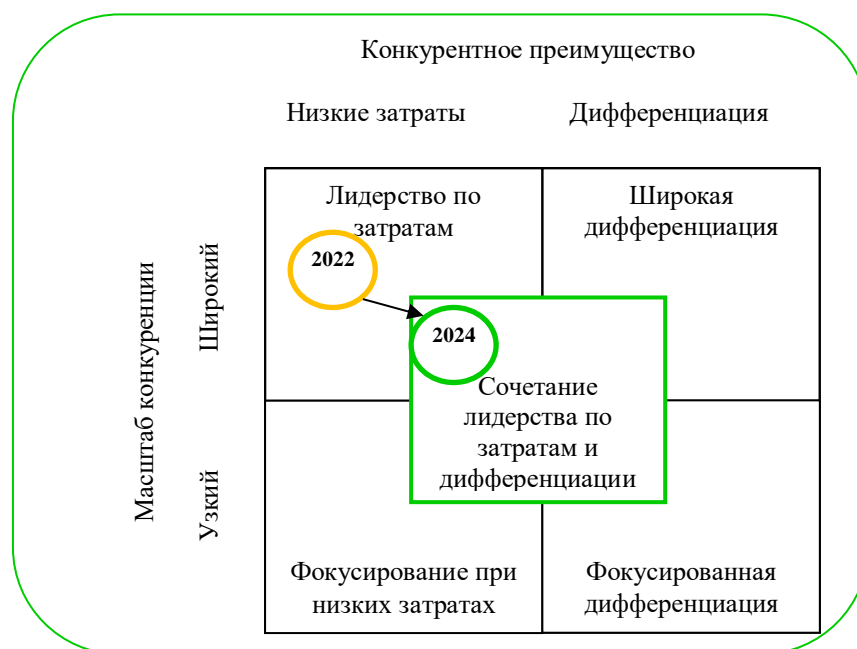 Конкурентное преимущество
Низкие затраты
Дифференциация
Масштаб конкуренции
Широкий
Узкий
Лидерство по
затратам
Широкая
дифференциация
2022
2024
Сочетание
лидерства по
затратам и
дифференциации
Фокусирование при
низких затратах
Фокусированная
дифференциация